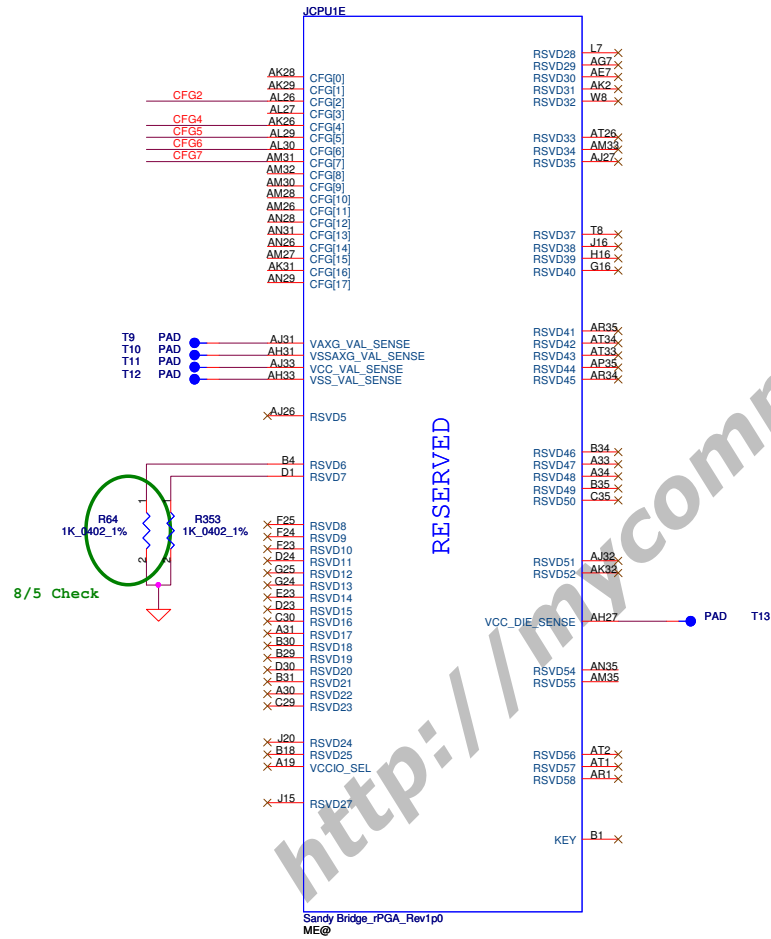 JCPU1E
AK28 CFG[0]
AK29 CFG[1]
CFG2 AL26 CFG[2]
AL27 CFG[3]
CFG4 AK26 CFG[4]
CFG5 AL29 CFG[5]
CFG6 AL30 CFG[6]
CFG7 AM31 CFG[7]
AM32 CFG[8]
AM30 CFG[9]
AM28 CFG[10]
AM26 CFG[11]
AN28 CFG[12]
AN31 CFG[13]
AN26 CFG[14]
AM27 CFG[15]
AK31 CFG[16]
AN29 CFG[17]
T9 PAD AJ31 VAXG_VAL_SENSE
T10 PAD AH31 VSSAXG_VAL_SENSE
T11 PAD AJ33 VCC_VAL_SENSE
T12 PAD AH33 VSS_VAL_SENSE
AJ26 RSVD5
B4 RSVD6
D1 RSVD7
1 1
R64 R353
1K_0402_1% 1K_0402_1%
2 2
8/5 Check
F25 RSVD8
F24 RSVD9
F23 RSVD10
D24 RSVD11
G25 RSVD12
G24 RSVD13
E23 RSVD14
D23 RSVD15
C30 RSVD16
A31 RSVD17
B30 RSVD18
B29 RSVD19
D30 RSVD20
B31 RSVD21
A30 RSVD22
C29 RSVD23
J20 RSVD24
B18 RSVD25
A19 VCCIO_SEL
J15 RSVD27
RESERVED
RSVD28 L7
RSVD29 AG7
RSVD30 AE7
RSVD31 AK2
RSVD32 W8
RSVD33 AT26
RSVD34 AM33
RSVD35 AJ27
RSVD37 T8
RSVD38 J16
RSVD39 H16
RSVD40 G16
RSVD41 AR35
RSVD42 AT34
RSVD43 AT33
RSVD44 AP35
RSVD45 AR34
RSVD46 B34
RSVD47 A33
RSVD48 A34
RSVD49 B35
RSVD50 C35
RSVD51 AJ32
RSVD52 AK32
VCC_DIE_SENSE AH27 PAD T13
RSVD54 AN35
RSVD55 AM35
RSVD56 AT2
RSVD57 AT1
RSVD58 AR1
KEY B1
Sandy Bridge_rPGA_Rev1p0
ME@